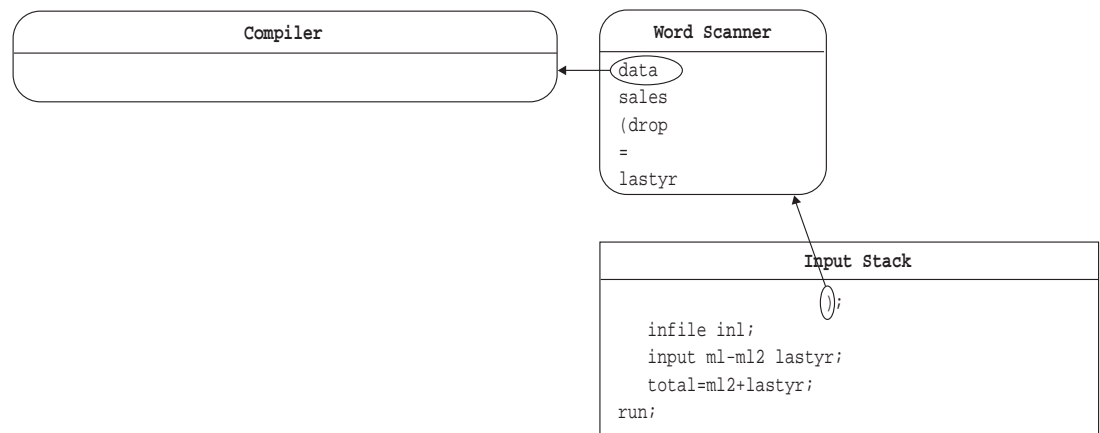 Compiler
Word Scanner
data
sales
(drop
=
lastyr
Input Stack
);
infile inl;
input ml-ml2 lastyr;
total=ml2+lastyr;
run;